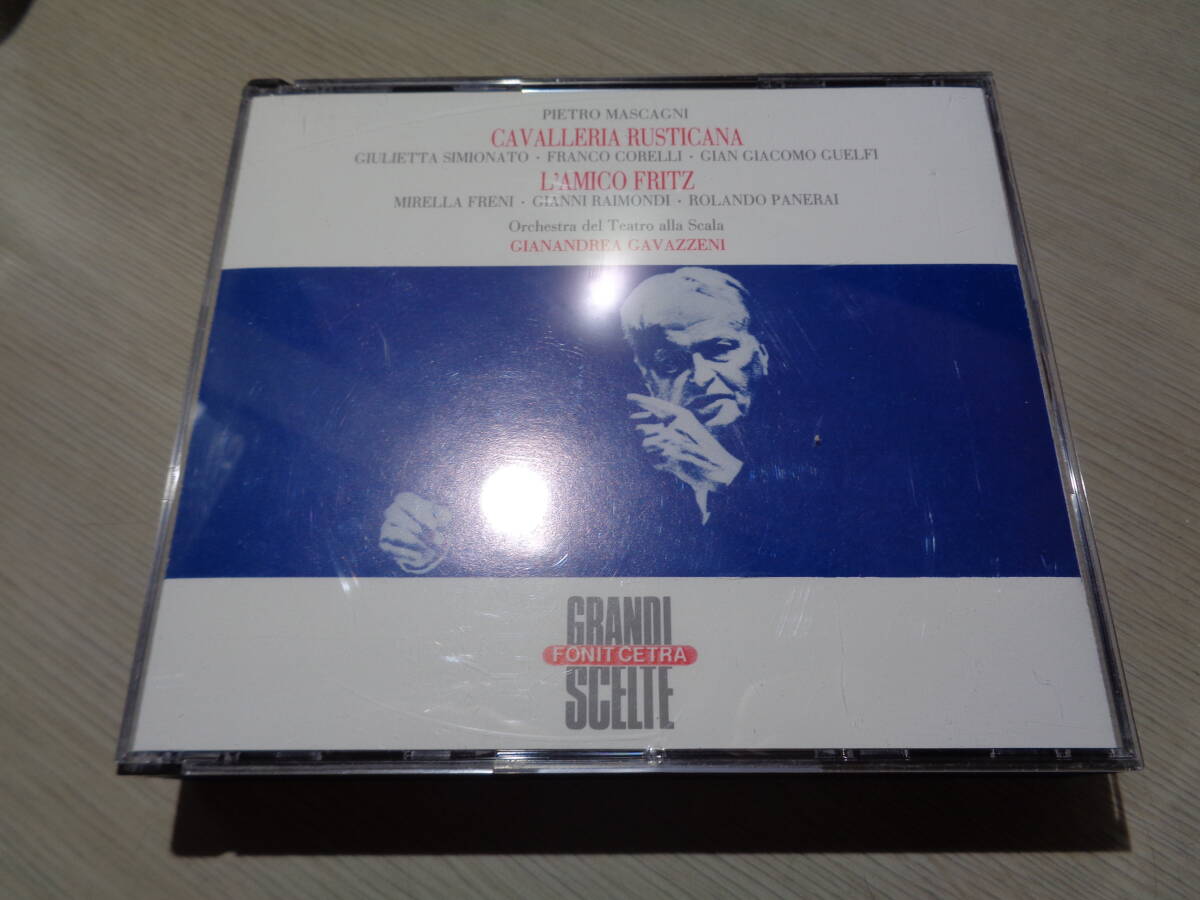 PIETRO MASCAGNI
CAVALLERIA RUSTICANA
GIULIETTA SIMIONATO · FRANCO CORELLI · GIAN GIACOMO GUELFI
L'AMICO FRITZ
MIRELLA FRENI · GIANNI RAIMONDI · ROLANDO PANERAI
Orchestra del Teatro alla Scala
GIANANDREA GAVAZZENI
GRANDI
FONIT CETRA
SCELTE